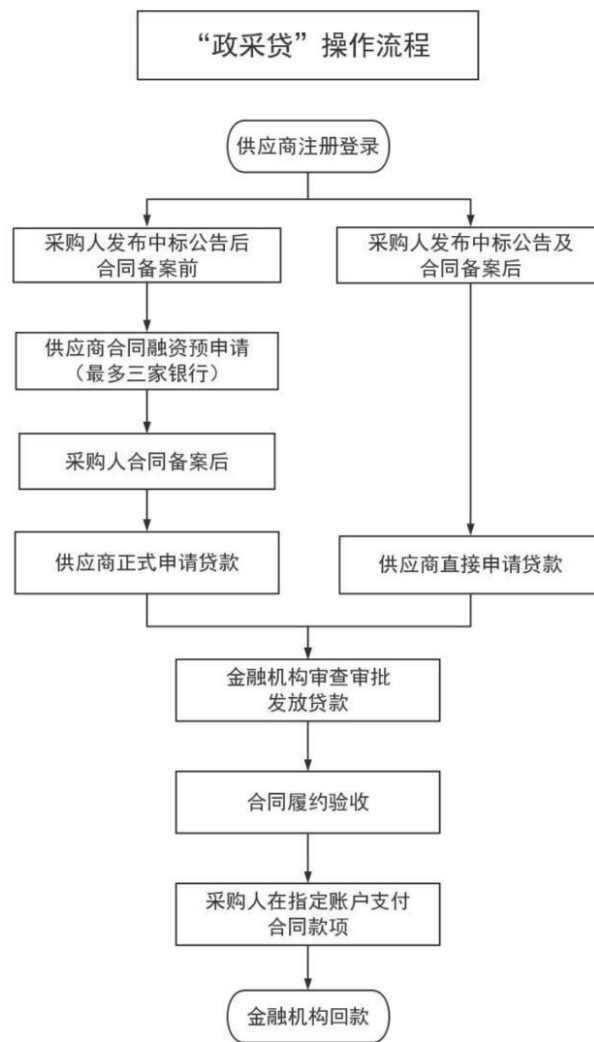 “政采贷”操作流程
供应商注册登录
采购人发布中标公告后
合同备案前
采购人发布中标公告及
合同备案后
供应商合同融资预申请
（最多三家银行）
采购人合同备案后
供应商正式申请贷款
供应商直接申请贷款
金融机构审查审批
发放贷款
合同履约验收
采购人在指定账户支付
合同款项
金融机构回款